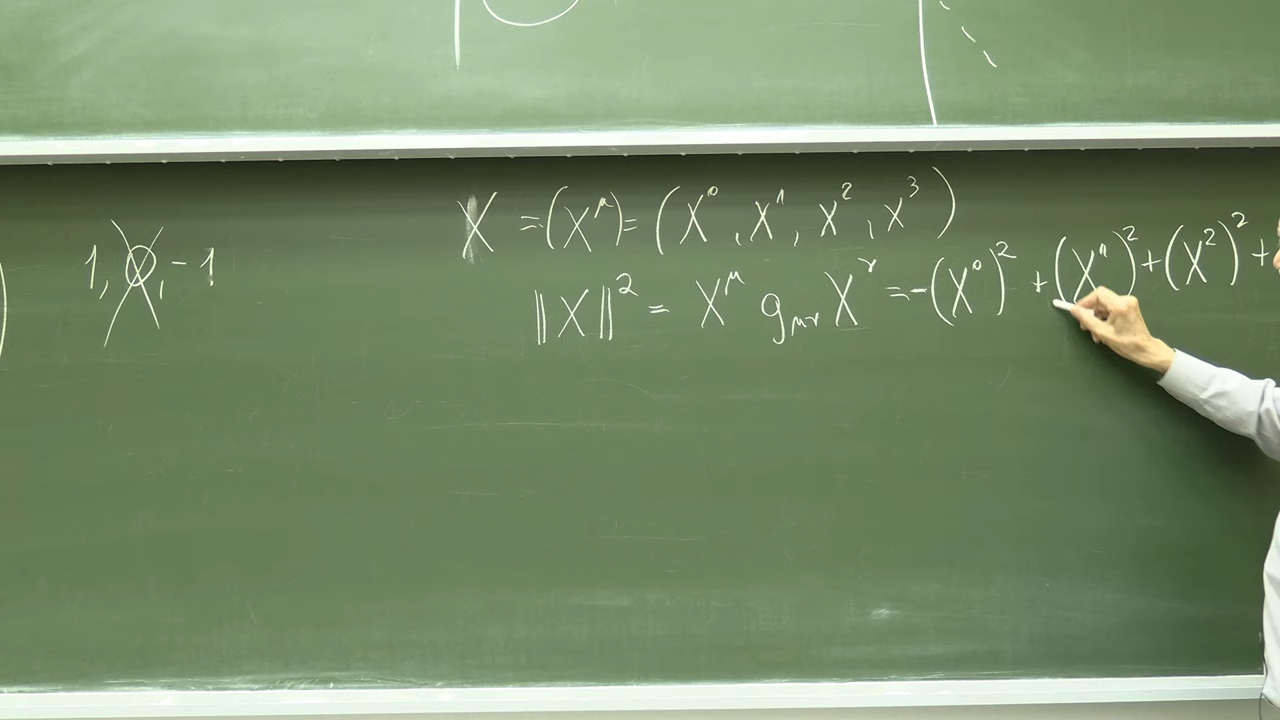 X = (X^μ) = (X^0, X^1, X^2, X^3)
1, 0, -1
||X||^2 = X^μ g_μν X^ν = -(X^0)^2 + (X^1)^2 + (X^2)^2 +